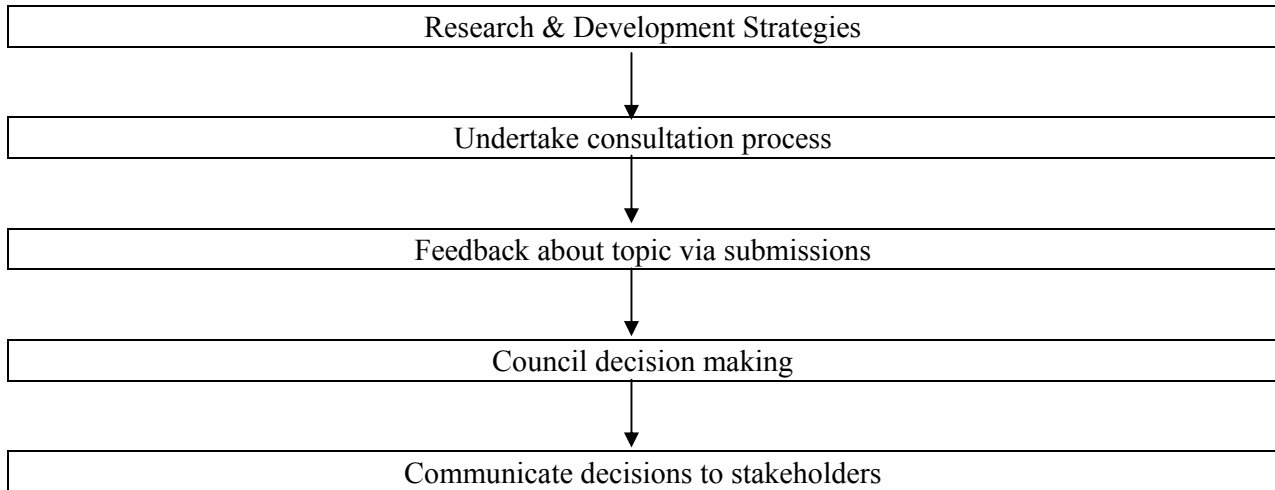 Research & Development Strategies
Undertake consultation process
Feedback about topic via submissions
Council decision making
Communicate decisions to stakeholders